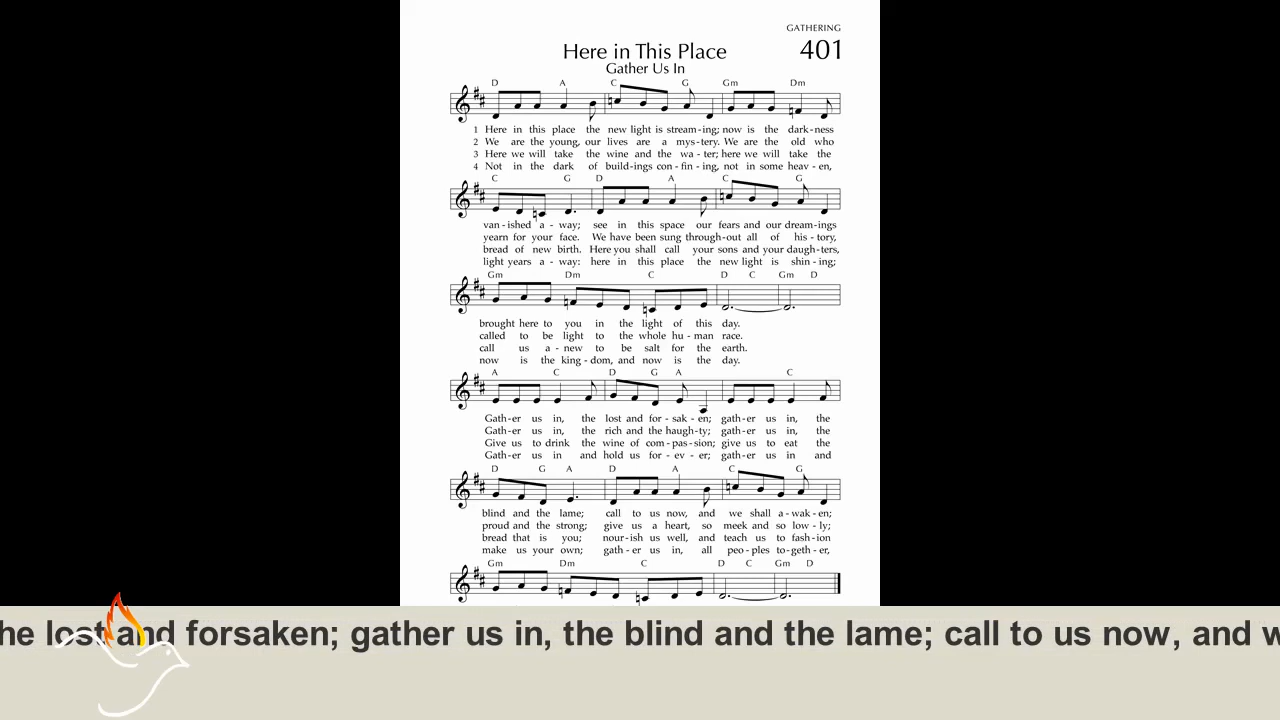 GATHERING
Here in This Place 401
Gather Us In
D A C G Gm Dm
1 Here in this place the new light is stream-ing; now is the dark-ness
2 We are the young, our lives are a mys-tery. We are the old who
3 Here we will take the wine and the wa-ter; here we will take the
4 Not in the dark of build-ings con-fin-ing, not in some heav-en,
C G D A C G
van-ished a-way; see in this space our fears and our dream-ings
yearn for your face. We have been sung through-out all of his-tory,
bread of new birth. Here you shall call your sons and your daugh-ters,
light years a-way: here in this place the new light is shin-ing;
Gm Dm C D C Gm D
brought here to you in the light of this day.
called to be light to the whole hu-man race.
call us a-new to be salt for the earth.
now is the king-dom, and now is the day.
A C D G A C
Gath-er us in, the lost and for-sak-en; gath-er us in, the
Gath-er us in, the rich and the haugh-ty; gath-er us in, the
Give us to drink the wine of com-pas-sion; give us to eat the
Gath-er us in and hold us for-ev-er; gath-er us in and
D G A D A C G
blind and the lame; call to us now, and we shall a-wak-en;
proud and the strong; give us a heart, so meek and so low-ly;
bread that is you; nour-ish us well, and teach us to fash-ion
make us your own; gath-er us in, all peo-ples to-geth-er,
Gm Dm C D C Gm D
he lost and forsaken; gather us in, the blind and the lame; call to us now, and w